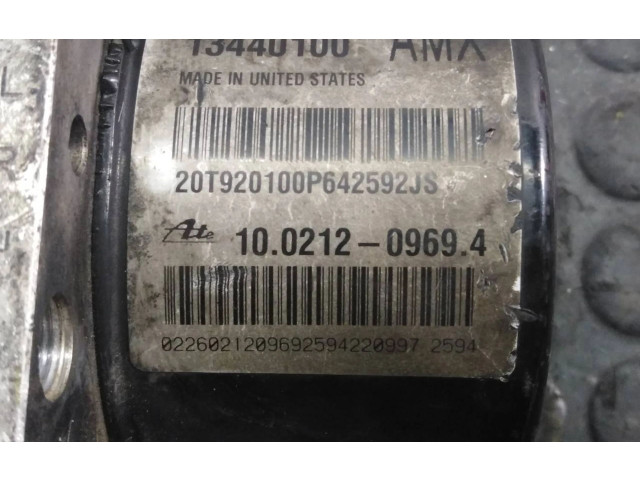 13440100 AMX
MADE IN UNITED STATES
20T920100P642592JS
Ate 10.0212-0969.4
0226021209692594220997 2594
L
R